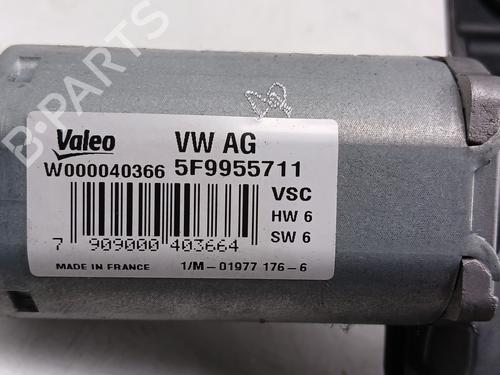 Valeo VW AG
W000040366 5F9955711
VSC
HW 6
SW 6
7 909000 403664
MADE IN FRANCE 1/M-01977 176-6
B-PARTS